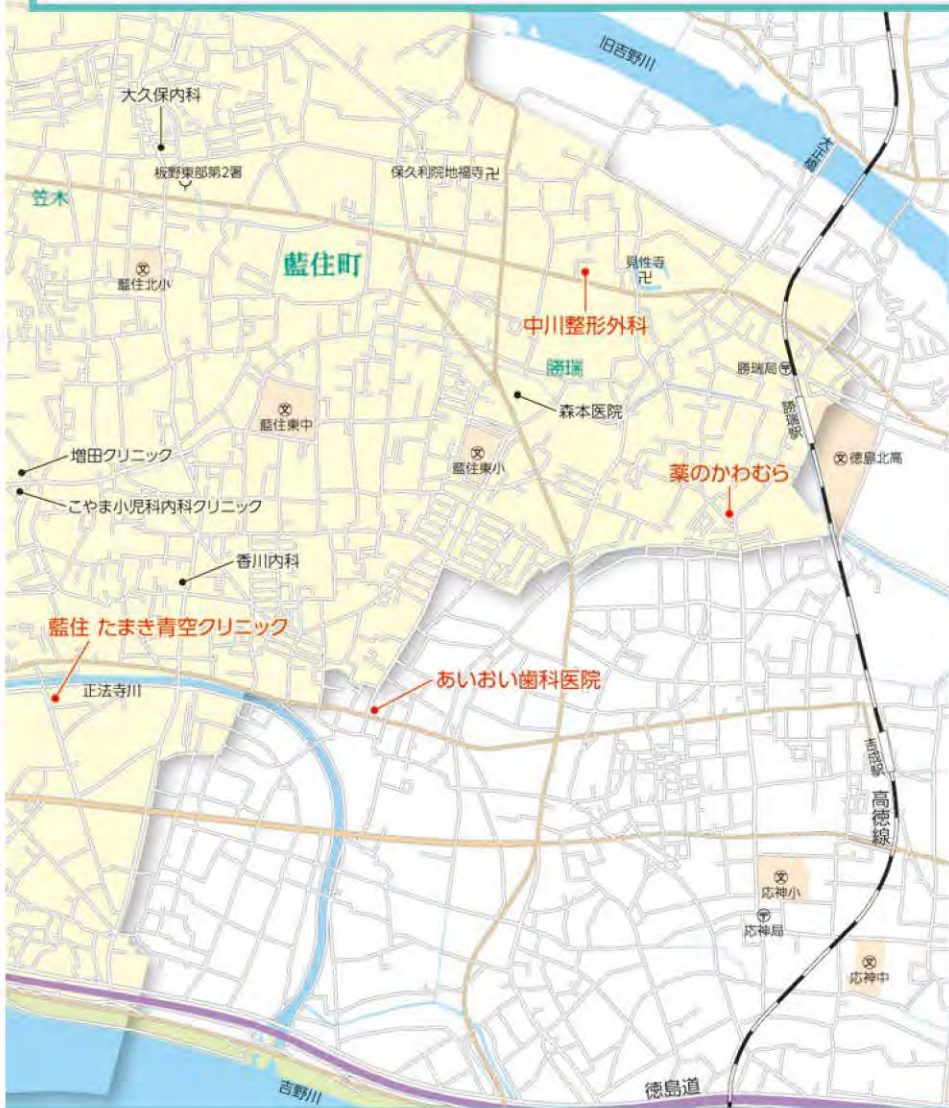 旧吉野川
大久保内科
大正橋
板野東部第2署
保久利院地福寺
笠木
藍住町
見性寺
藍住北小
中川整形外科
勝瑞
勝瑞局
森本医院
勝瑞駅
藍住東中
藍住東小
徳島北高
増田クリニック
薬のかわむら
こやま小児科内科クリニック
香川内科
藍住 たまき青空クリニック
あいおい歯科医院
正法寺川
吉成駅
高徳線
応神小
応神局
応神中
吉野川
徳島道